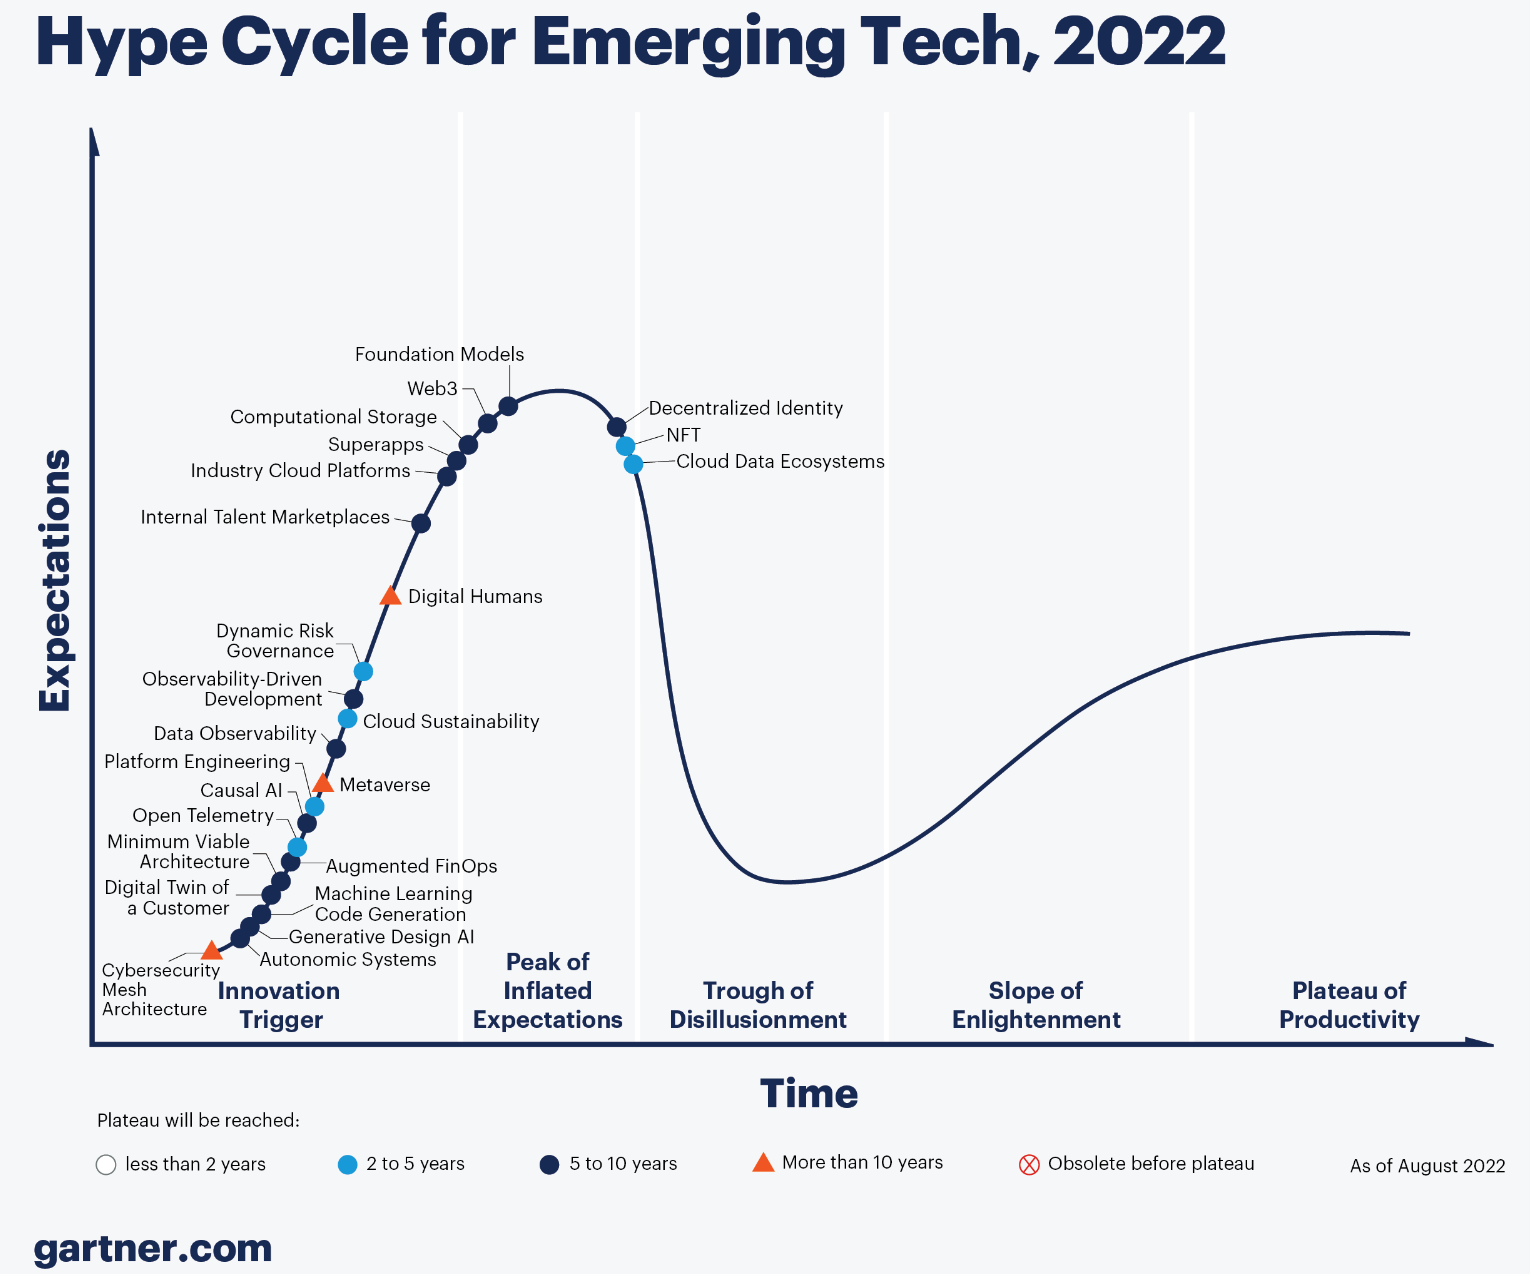 Hype Cycle for Emerging Tech, 2022
Expectations
Foundation Models
Web3
Computational Storage
Superapps
Industry Cloud Platforms
Internal Talent Marketplaces
Decentralized Identity
NFT
Cloud Data Ecosystems
Digital Humans
Dynamic Risk
Governance
Observability-Driven
Development
Cloud Sustainability
Data Observability
Platform Engineering
Metaverse
Causal AI
Open Telemetry
Minimum Viable
Architecture
Augmented FinOps
Digital Twin of
a Customer
Machine Learning
Code Generation
Generative Design AI
Autonomic Systems
Cybersecurity
Mesh
Architecture
Innovation
Trigger
Peak of
Inflated
Expectations
Trough of
Disillusionment
Slope of
Enlightenment
Plateau of
Productivity
Time
Plateau will be reached:
less than 2 years
2 to 5 years
5 to 10 years
More than 10 years
Obsolete before plateau
As of August 2022
gartner.com